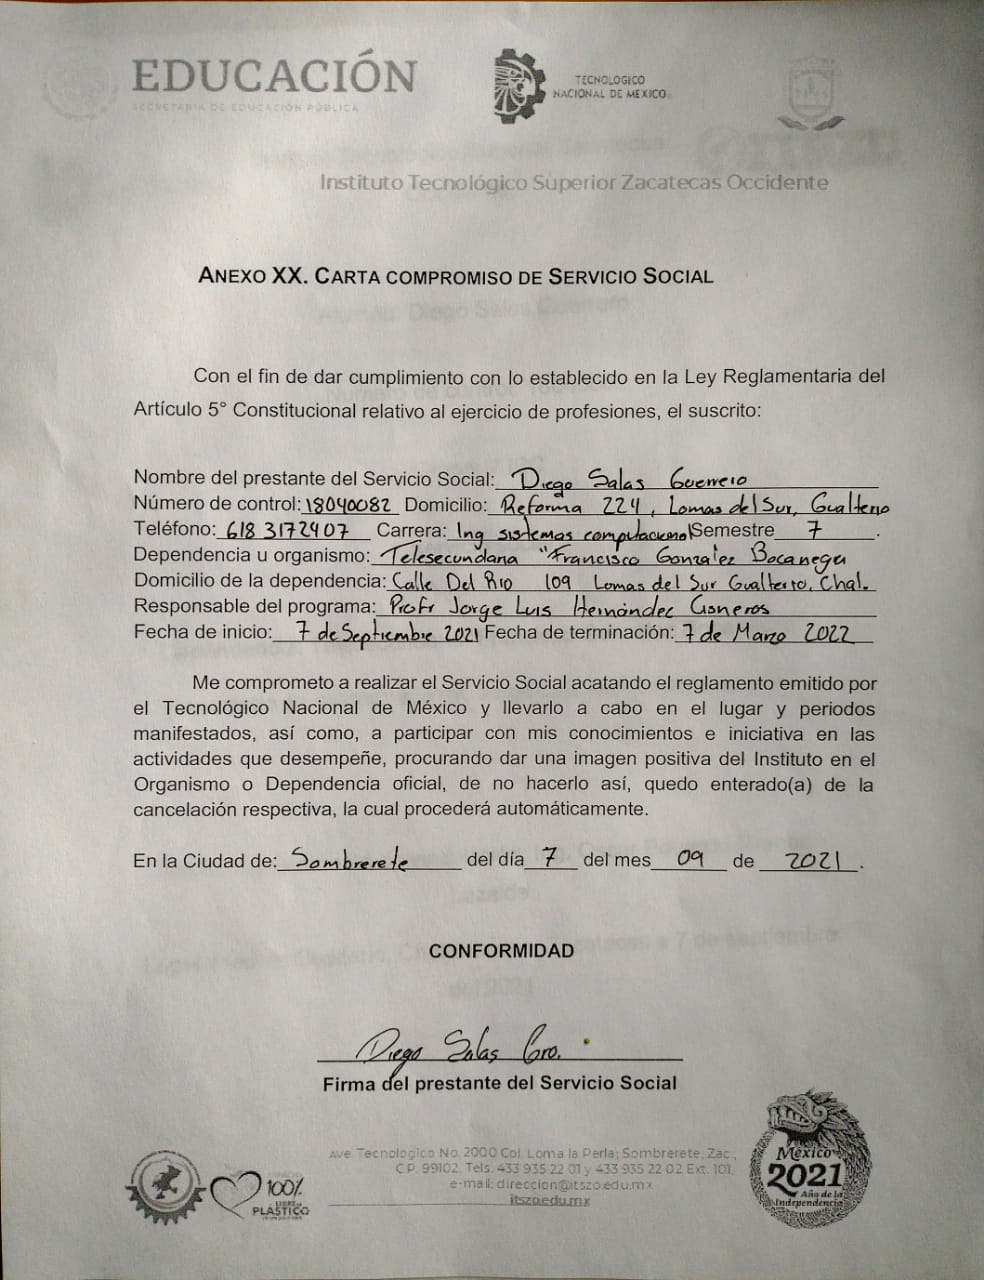 EDUCACIÓN
SECRETARÍA DE EDUCACIÓN PÚBLICA
TECNOLOGICO
NACIONAL DE MEXICO
Instituto Tecnológico Superior Zacatecas Occidente
ANEXO XX. CARTA COMPROMISO DE SERVICIO SOCIAL
Con el fin de dar cumplimiento con lo establecido en la Ley Reglamentaria del
Artículo 5° Constitucional relativo al ejercicio de profesiones, el suscrito:
Nombre del prestante del Servicio Social: Diego Salas Guerrero
Número de control: 18040082 Domicilio: Reforma 224, Lomas del Sur, Gualterio
Teléfono: 618 3172407 Carrera: Ing sistemas computacional Semestre 7.
Dependencia u organismo: Telesecundaria "Francisco González Bocanegra
Domicilio de la dependencia: Calle Del Rio 109 Lomas del Sur Gualterio, Chal.
Responsable del programa: Profr Jorge Luis Hernández Cisneros
Fecha de inicio: 7 de Septiembre 2021 Fecha de terminación: 7 de Marzo 2022
Me comprometo a realizar el Servicio Social acatando el reglamento emitido por
el Tecnológico Nacional de México y llevarlo a cabo en el lugar y periodos
manifestados, así como, a participar con mis conocimientos e iniciativa en las
actividades que desempeñe, procurando dar una imagen positiva del Instituto en el
Organismo o Dependencia oficial, de no hacerlo así, quedo enterado(a) de la
cancelación respectiva, la cual procederá automáticamente.
En la Ciudad de: Sombrerete del día 7 del mes 09 de 2021.
CONFORMIDAD
Diego Salas Gro.
Firma del prestante del Servicio Social
Ave. Tecnológico No. 2000 Col. Loma la Perla; Sombrerete, Zac.,
C.P. 99102. Tels. 433 935 22 01 y 433 935 22 02 Ext. 101,
e-mail: direccion@itszo.edu.mx
itszo.edu.mx
100%
LIBRE DE
PLÁSTICO
México
2021
Año de la
Independencia